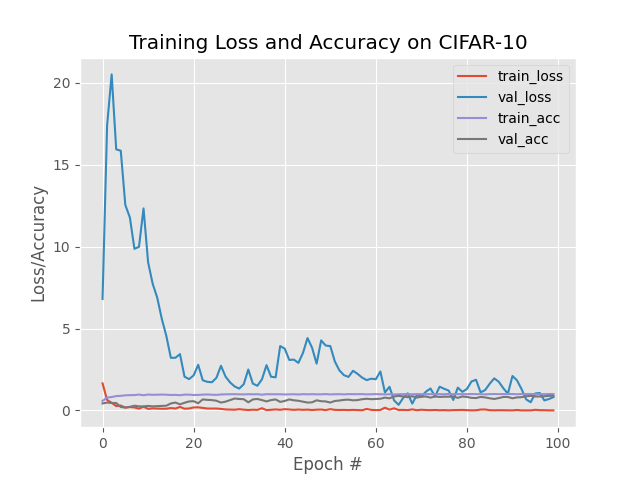 Training Loss and Accuracy on CIFAR-10
train_loss
val_loss
train_acc
val_acc
20
15
10
5
0
Loss/Accuracy
0 20 40 60 80 100
Epoch #